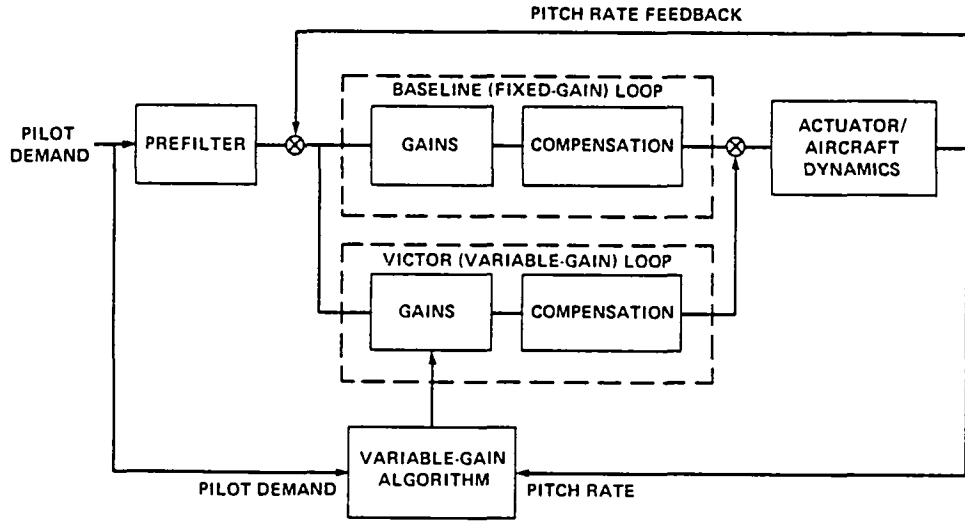 PITCH RATE FEEDBACK
BASELINE (FIXED-GAIN) LOOP
PILOT
DEMAND
PREFILTER
GAINS
COMPENSATION
ACTUATOR/
AIRCRAFT
DYNAMICS
VICTOR (VARIABLE-GAIN) LOOP
GAINS
COMPENSATION
VARIABLE-GAIN
ALGORITHM
PILOT DEMAND
PITCH RATE